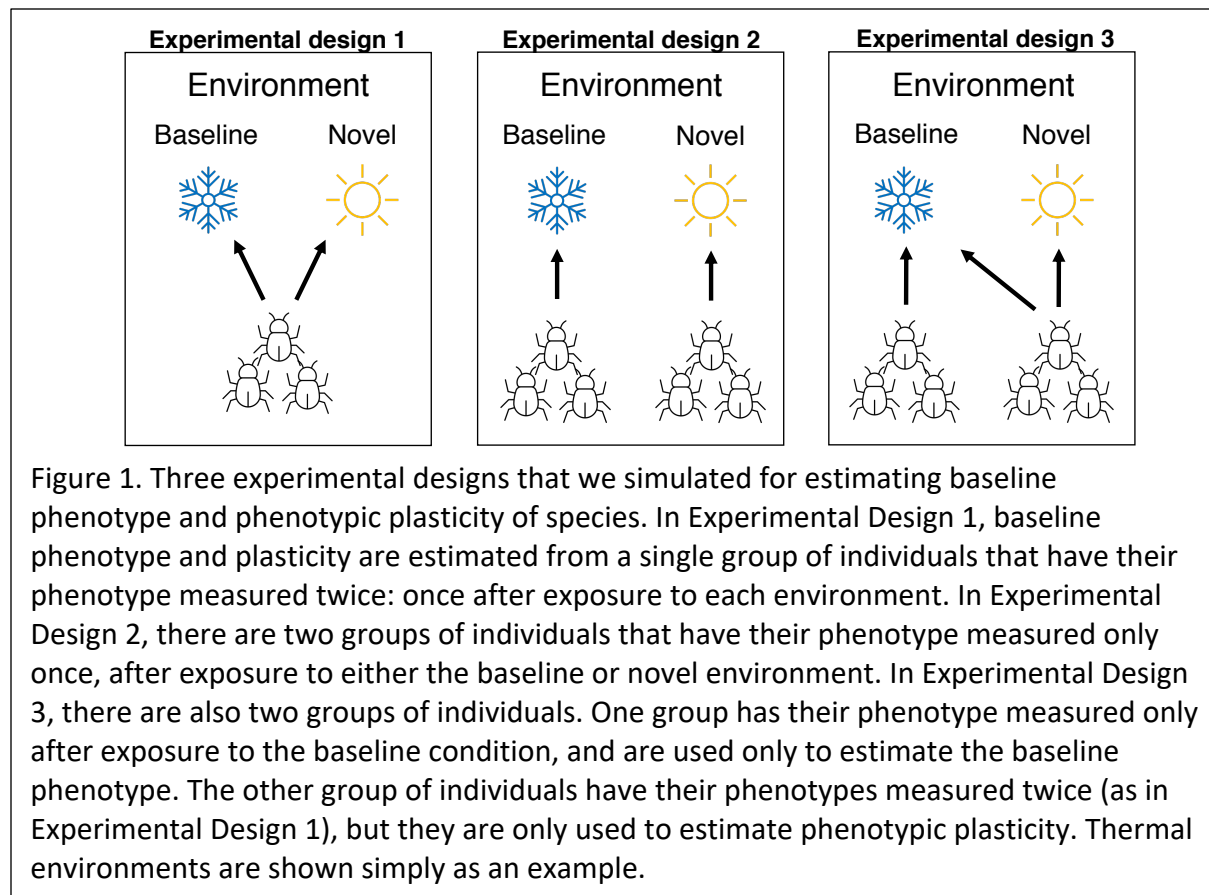 Experimental design 1
Experimental design 2
Experimental design 3
Environment
Baseline
Novel
Environment
Baseline
Novel
Environment
Baseline
Novel
Figure 1. Three experimental designs that we simulated for estimating baseline
phenotype and phenotypic plasticity of species. In Experimental Design 1, baseline
phenotype and plasticity are estimated from a single group of individuals that have their
phenotype measured twice: once after exposure to each environment. In Experimental
Design 2, there are two groups of individuals that have their phenotype measured only
once, after exposure to either the baseline or novel environment. In Experimental Design
3, there are also two groups of individuals. One group has their phenotype measured only
after exposure to the baseline condition, and are used only to estimate the baseline
phenotype. The other group of individuals have their phenotypes measured twice (as in
Experimental Design 1), but they are only used to estimate phenotypic plasticity. Thermal
environments are shown simply as an example.